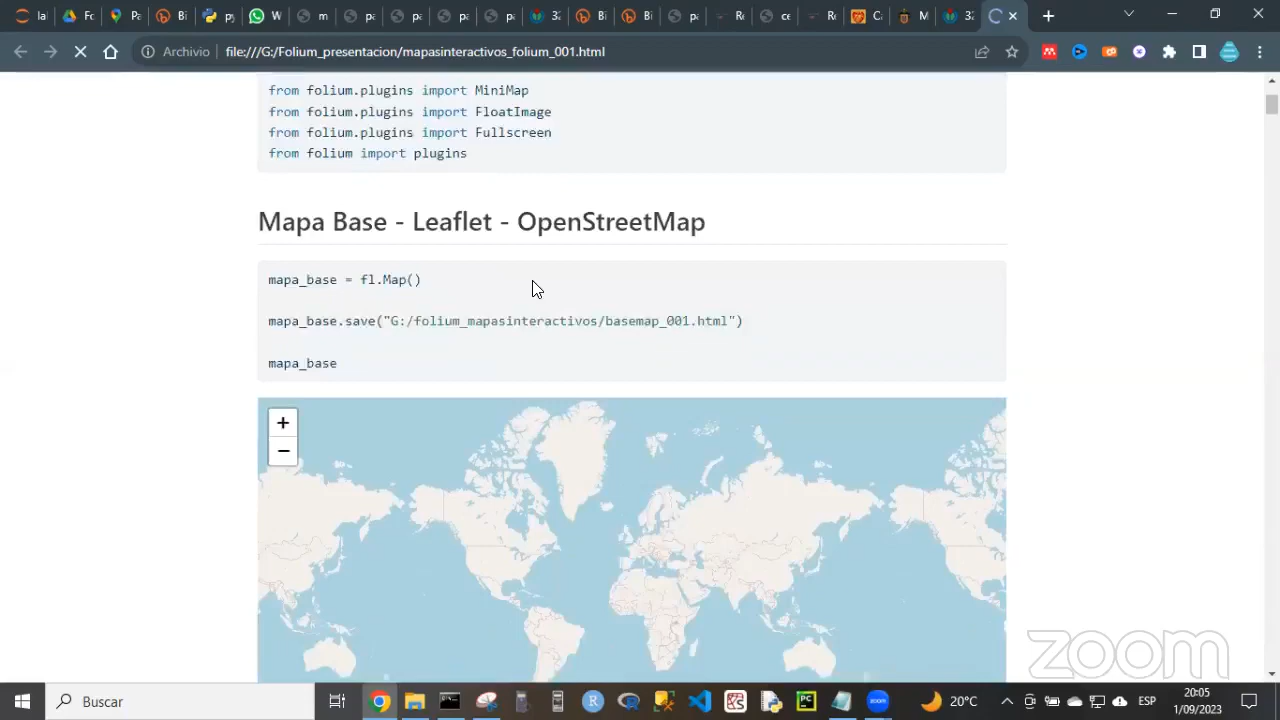 Archivo
file:///G:/Folium_presentacion/mapasinteractivos_folium_001.html
from folium.plugins import MiniMap
from folium.plugins import FloatImage
from folium.plugins import Fullscreen
from folium import plugins
Mapa Base - Leaflet - OpenStreetMap
mapa_base = fl.Map()
mapa_base.save("G:/folium_mapasinteractivos/basemap_001.html")
mapa_base
+
−
zoom
Buscar
zoom
20°C
ESP
20:05
1/09/2023